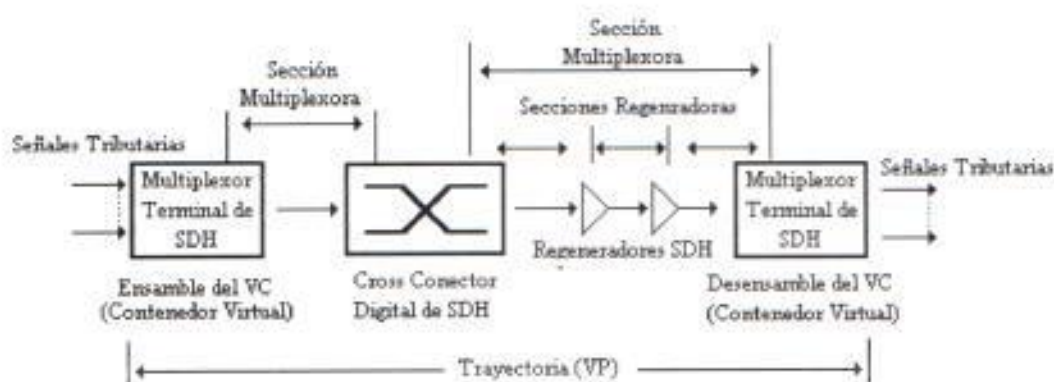 Sección
Multiplexora
Sección
Multiplexora
Secciones Regenradoras
Señales Tributarias
Señales Tributarias
Multiplexor
Terminal de
SDH
Multiplexor
Terminal de
SDH
Regeneradores SDH
Ensamble del VC
(Contenedor Virtual)
Cross Conector
Digital de SDH
Desensamble del VC
(Contenedor Virtual)
Trayectoria (VP)